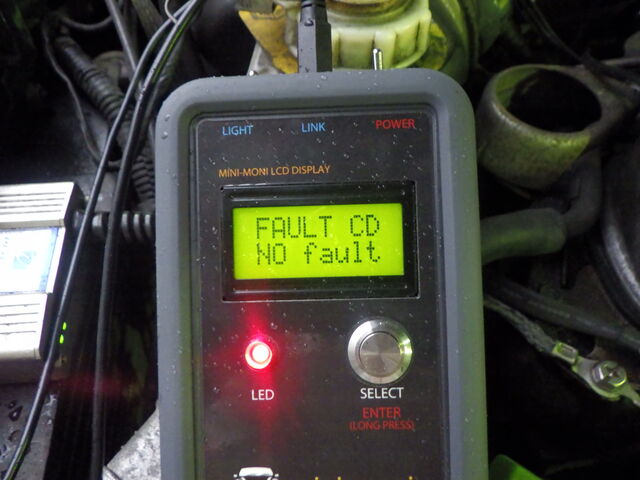 LIGHT LINK POWER
MINI-MONI LCD DISPLAY
FAULT CD
NO fault
LED
SELECT
ENTER
(LONG PRESS)